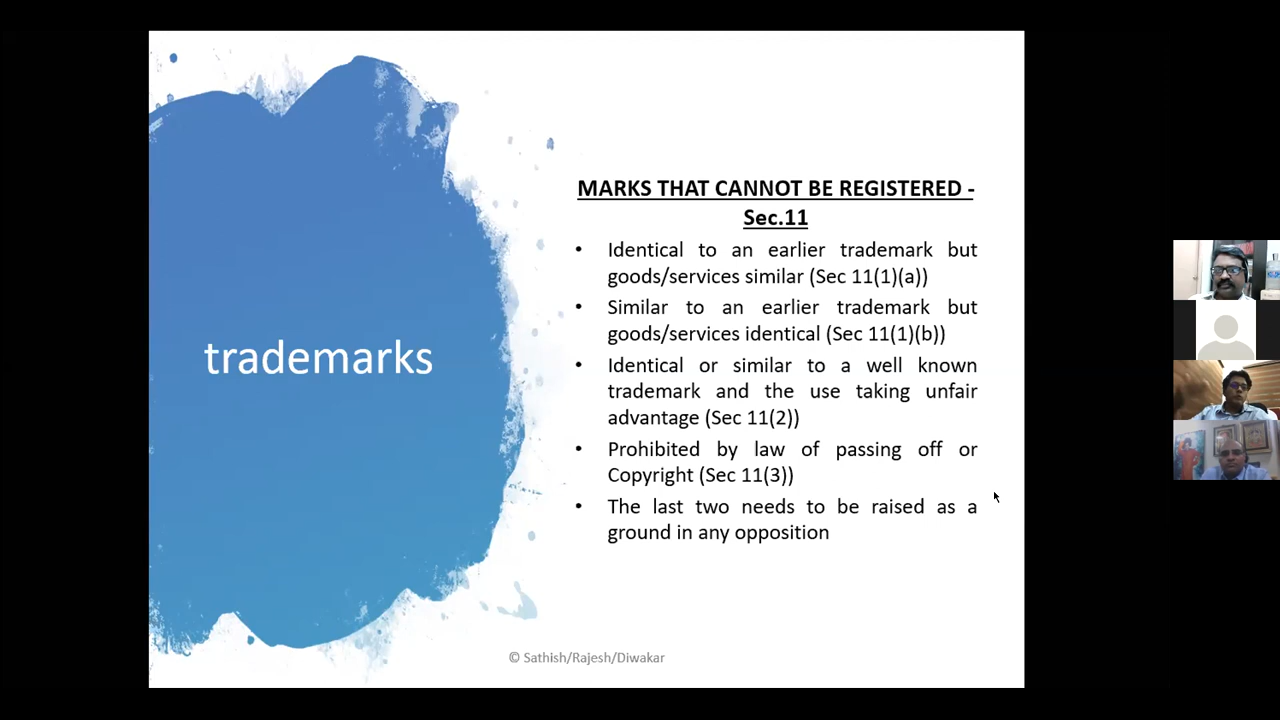 trademarks
MARKS THAT CANNOT BE REGISTERED -
Sec.11
• Identical to an earlier trademark but
goods/services similar (Sec 11(1)(a))
• Similar to an earlier trademark but
goods/services identical (Sec 11(1)(b))
• Identical or similar to a well known
trademark and the use taking unfair
advantage (Sec 11(2))
• Prohibited by law of passing off or
Copyright (Sec 11(3))
• The last two needs to be raised as a
ground in any opposition
© Sathish/Rajesh/Diwakar